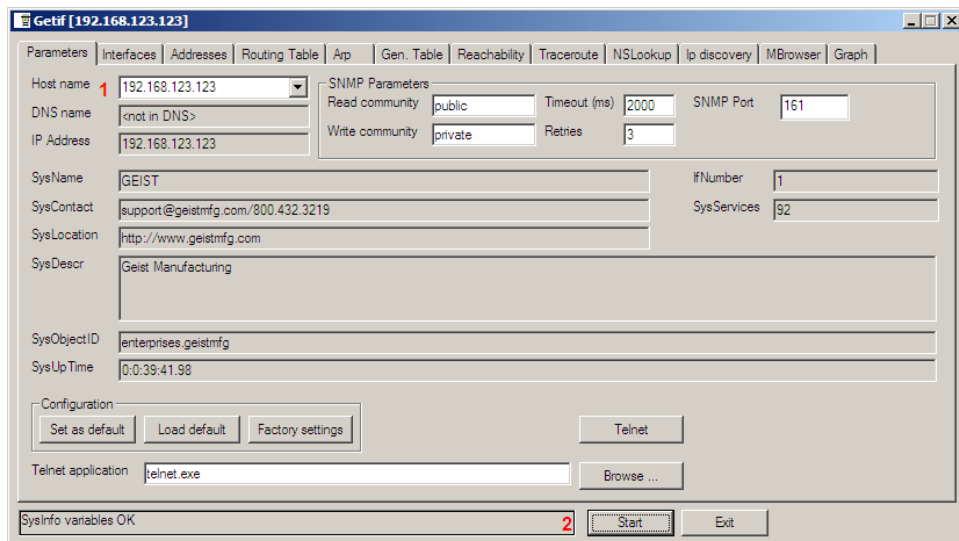 Getif [192.168.123.123]
Parameters Interfaces Addresses Routing Table Arp Gen. Table Reachability Traceroute NSLookup Ip discovery MBrowser Graph
Host name 1 192.168.123.123
DNS name <not in DNS>
IP Address 192.168.123.123
SNMP Parameters
Read community public Timeout (ms) 2000 SNMP Port 161
Write community private Retries 3
SysName GEIST IfNumber 1
SysContact support@geistmfg.com/800.432.3219 SysServices 92
SysLocation http://www.geistmfg.com
SysDescr Geist Manufacturing
SysObjectID enterprises.geistmfg
SysUpTime 0:0:39:41.98
Configuration
Set as default Load default Factory settings Telnet
Telnet application telnet.exe Browse ...
SysInfo variables OK 2 Start Exit